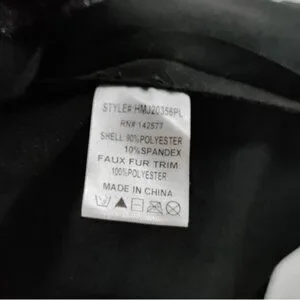 STYLE# HMJ20356PL
RN# 142577
SHELL 90% POLYESTER
10% SPANDEX
FAUX FUR TRIM:
100% POLYESTER
MADE IN CHINA